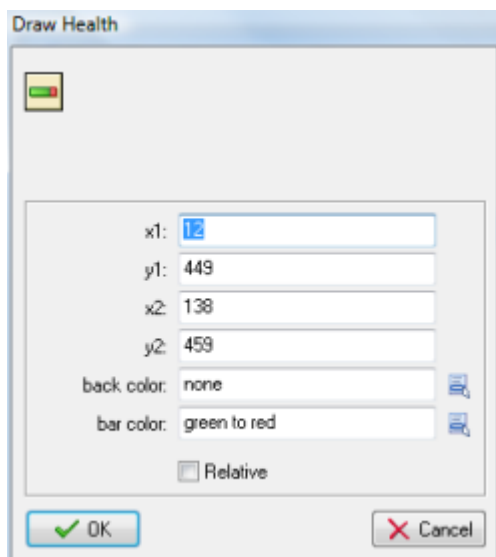 Draw Health
x1: 12
y1: 449
x2: 138
y2: 459
back color: none
bar color: green to red
Relative
OK Cancel